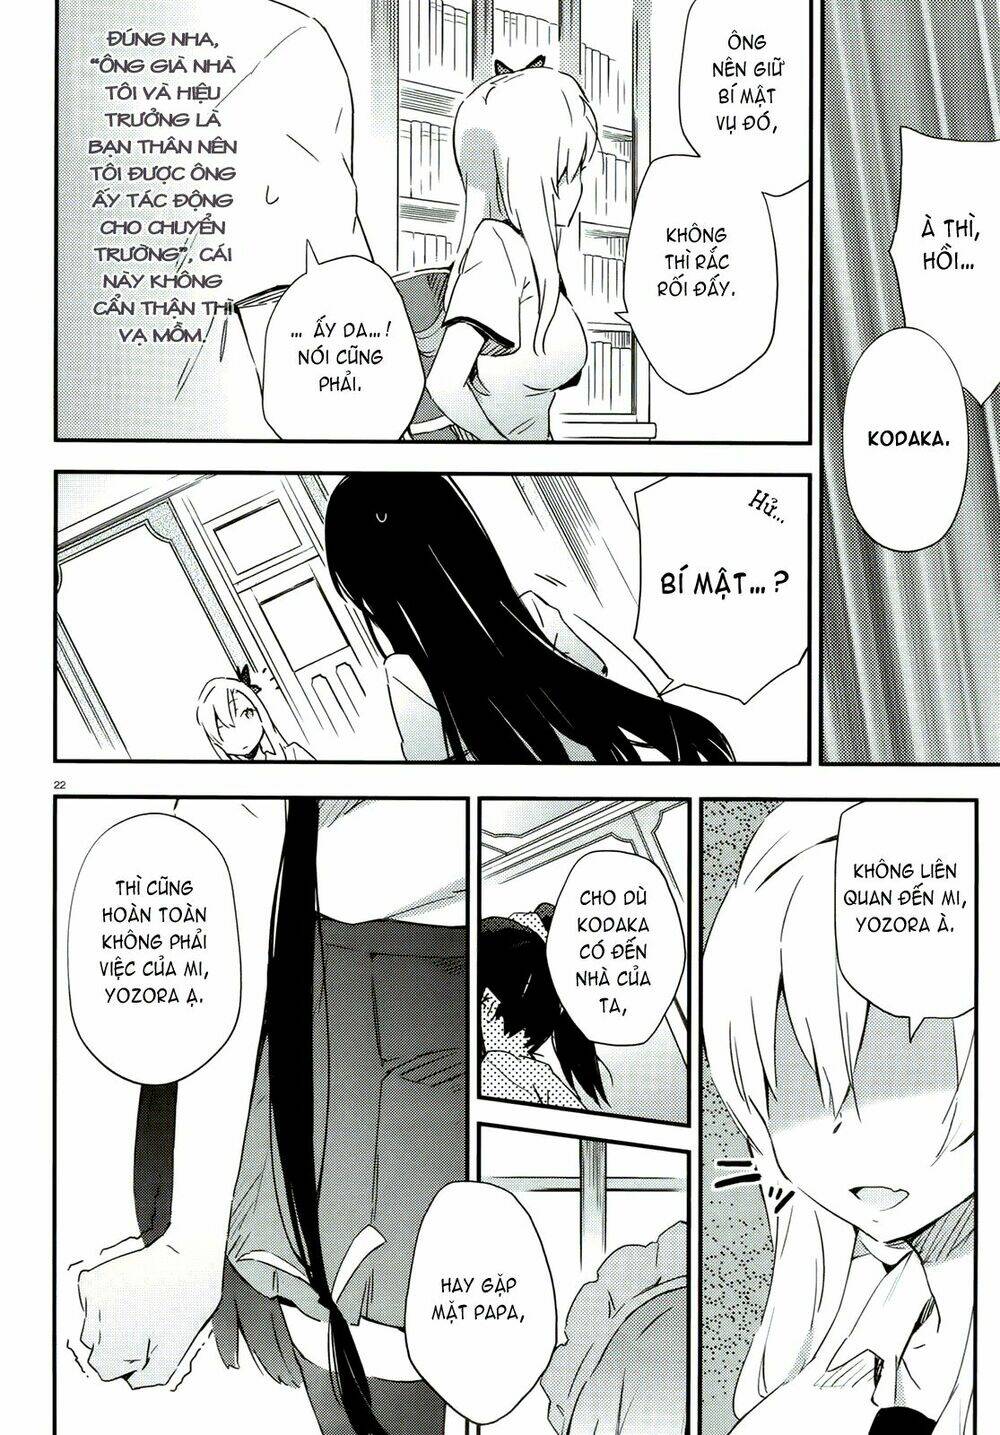 À THÌ,
HỒI...
KODAKA.
ÔNG
NÊN GIỮ
BÍ MẬT
VỤ ĐÓ,
KHÔNG
THÌ RẮC
RỐI ĐẤY.
... ẤY DA...!
NÓI CŨNG
PHẢI.
ĐÚNG NHA,
"ÔNG GIÀ NHÀ
TÔI VÀ HIỆU
TRƯỞNG LÀ
BẠN THÂN NÊN
TÔI ĐƯỢC ÔNG
ẤY TÁC ĐỘNG
CHO CHUYỂN
TRƯỜNG", CÁI
NÀY KHÔNG
CẨN THẬN THÌ
VẠ MỒM.
HỬ...
BÍ MẬT...?
22
KHÔNG LIÊN
QUAN ĐẾN MI,
YOZORA À.
CHO DÙ
KODAKA
CÓ ĐẾN
NHÀ CỦA
TA,
HAY GẶP
MẶT PAPA,
THÌ CŨNG
HOÀN TOÀN
KHÔNG PHẢI
VIỆC CỦA MI,
YOZORA Ạ.